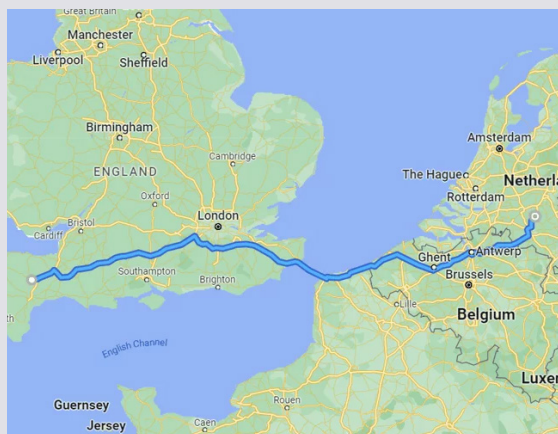 Great Britain
Manchester
Liverpool
Sheffield
Birmingham
ENGLAND
Cambridge
Oxford
London
Cardiff
Bristol
Southampton
Brighton
English Channel
Guernsey
Jersey
Caen
Rouen
Lille
Amsterdam
The Hague
Rotterdam
Netherla
Ghent
Antwerp
Brussels
Belgium
Luxem